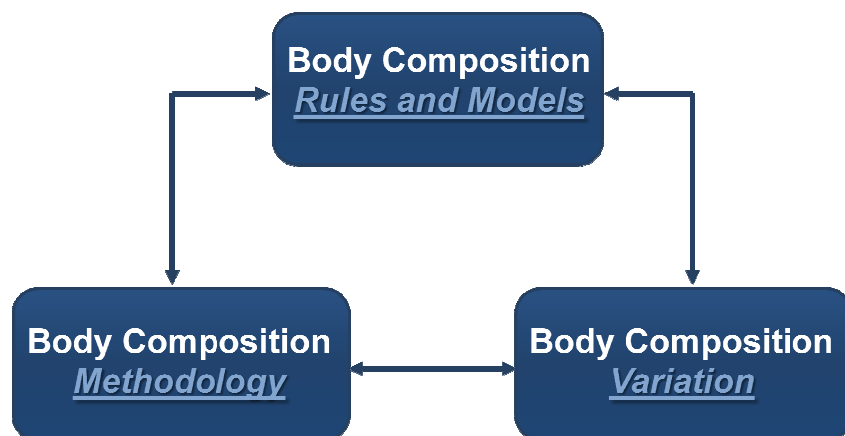 Body Composition
Rules and Models
Body Composition
Methodology
Body Composition
Variation